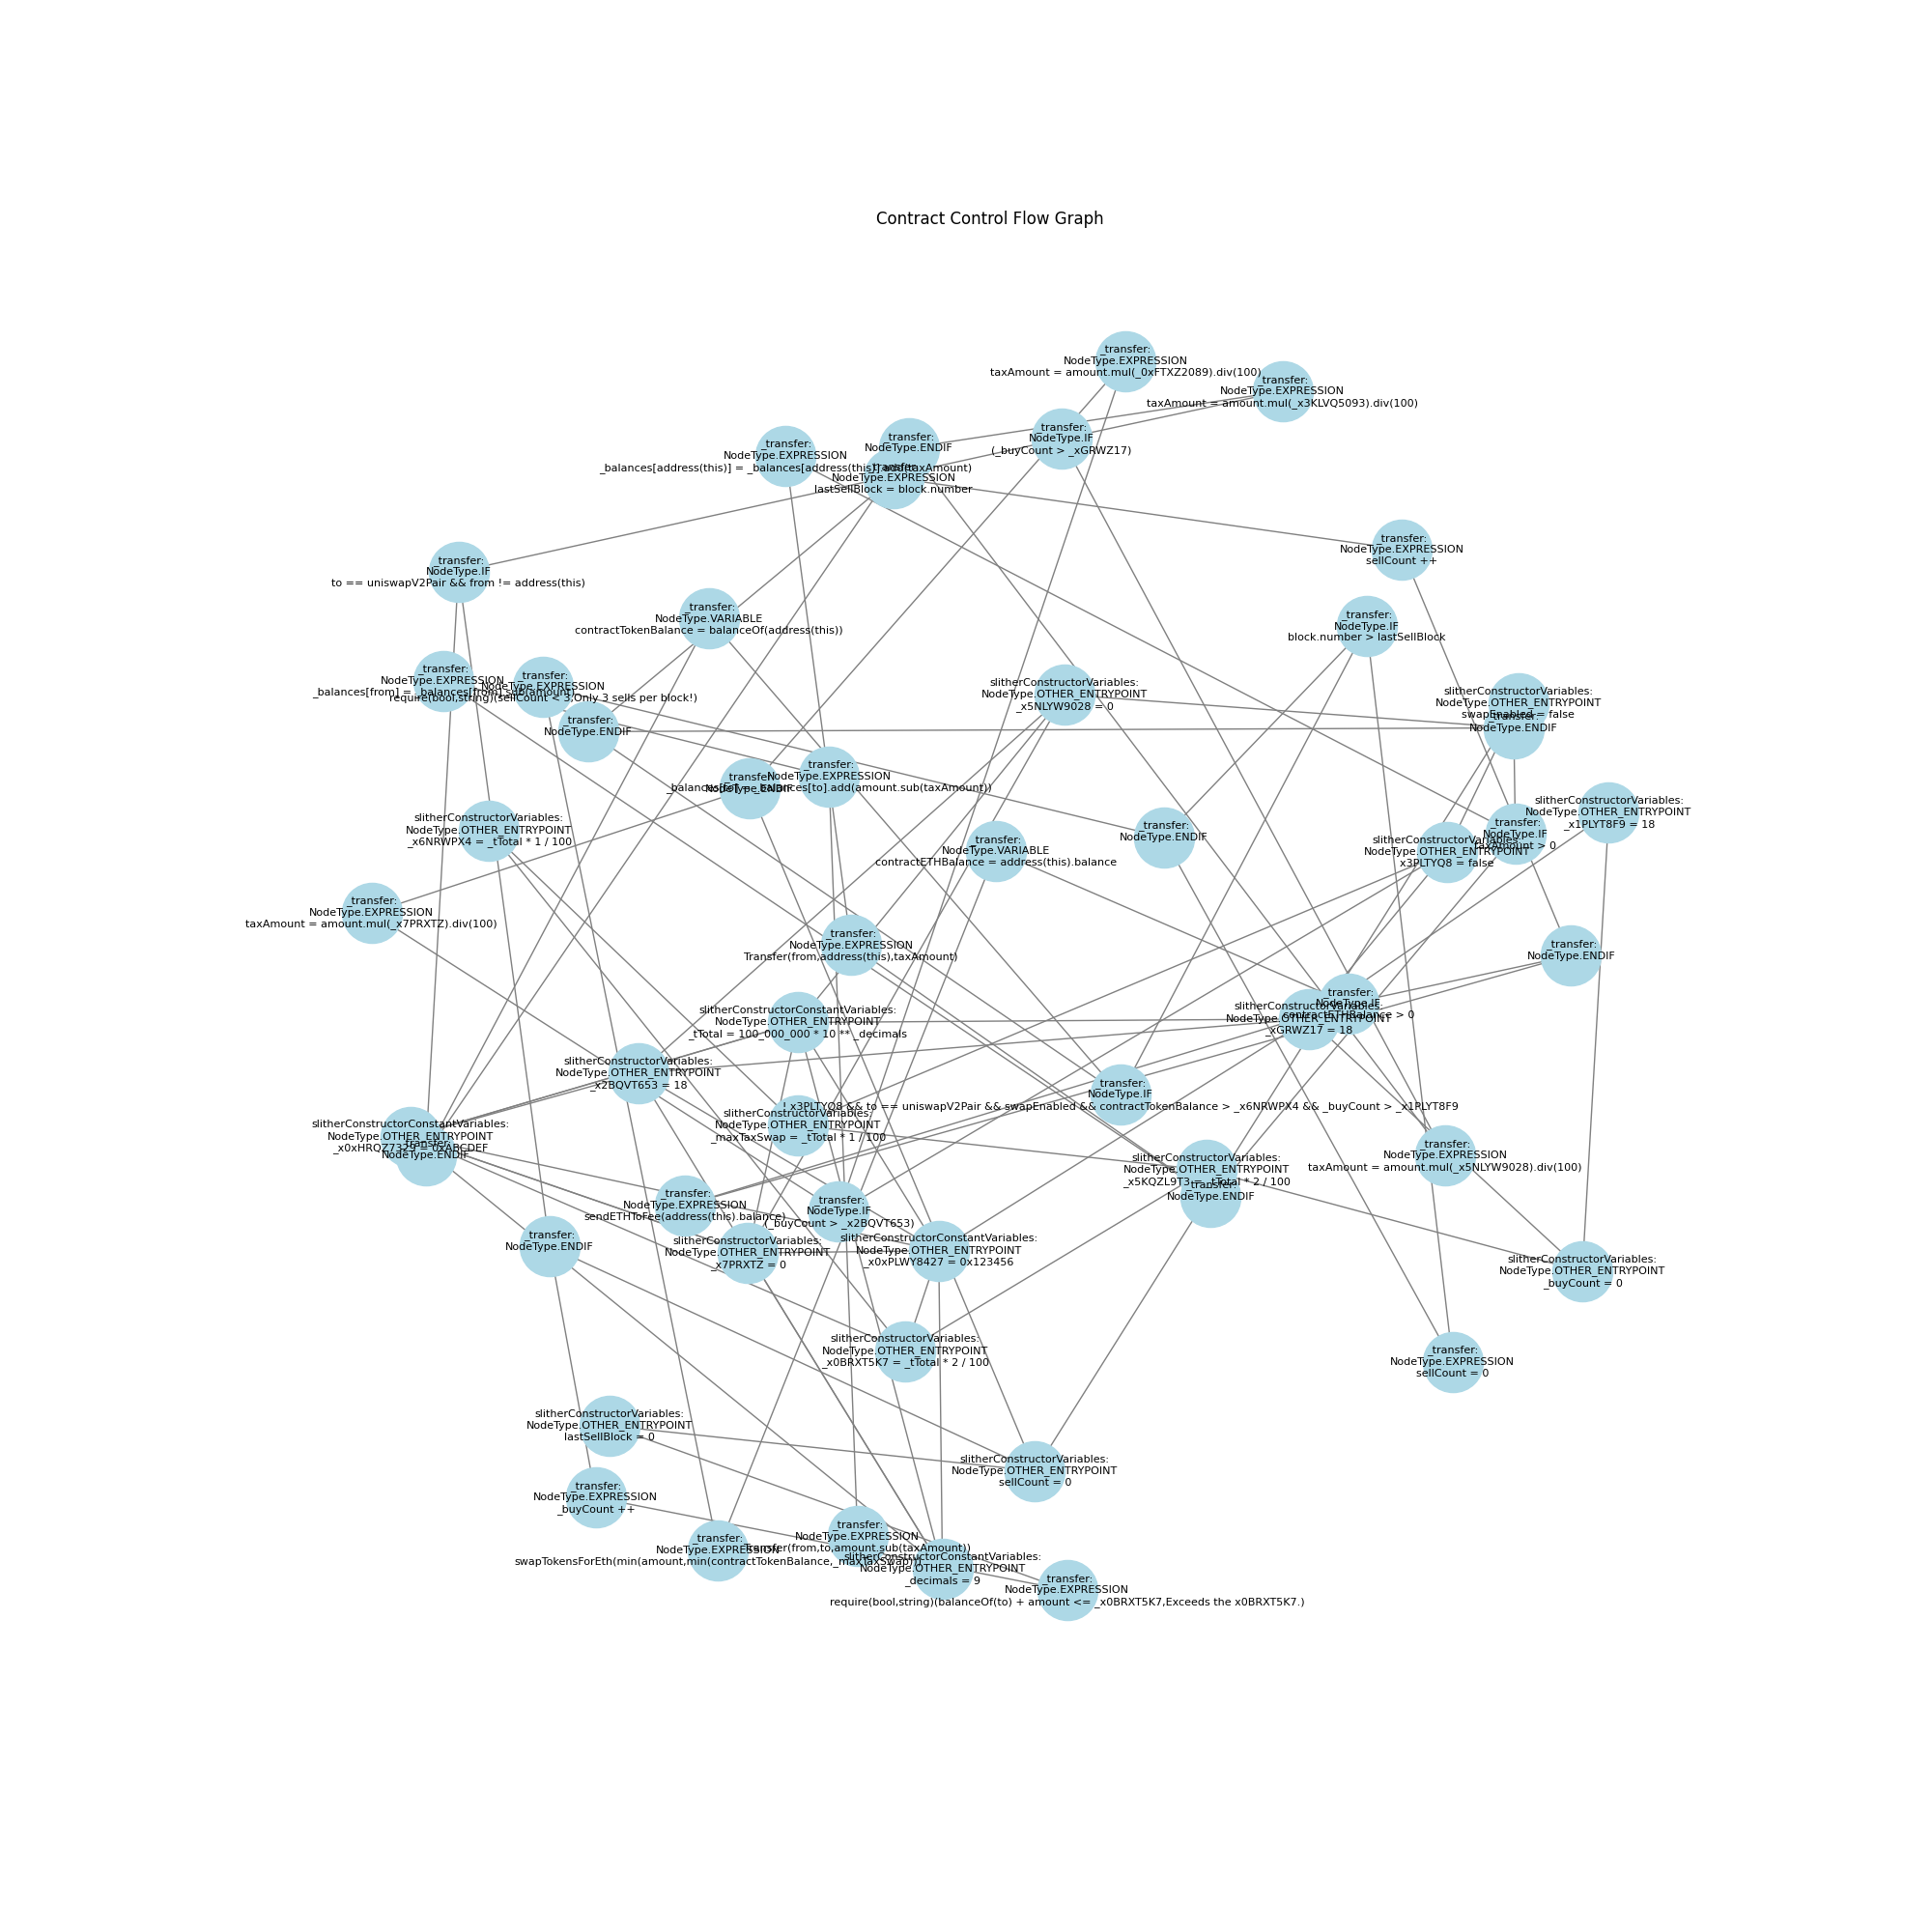 Contract Control Flow Graph
_transfer:
NodeType.EXPRESSION
taxAmount = amount.mul(_0xFTXZ2089).div(100)
_transfer:
NodeType.EXPRESSION
taxAmount = amount.mul(_x3KLVQ5093).div(100)
_transfer:
NodeType.IF
(_buyCount > _xGRWZ17)
_transfer:
NodeType.ENDIF
_transfer:
NodeType.EXPRESSION
_balances[address(this)] = _balances[address(this)].add(taxAmount)
_transfer:
NodeType.EXPRESSION
lastSellBlock = block.number
_transfer:
NodeType.EXPRESSION
sellCount ++
_transfer:
NodeType.IF
to == uniswapV2Pair && from != address(this)
_transfer:
NodeType.VARIABLE
contractTokenBalance = balanceOf(address(this))
_transfer:
NodeType.IF
block.number > lastSellBlock
_transfer:
NodeType.EXPRESSION
_balances[from] = _balances[from].sub(amount)
_transfer:
NodeType.EXPRESSION
require(bool,string)(sellCount < 3,Only 3 sells per block!)
slitherConstructorVariables:
NodeType.OTHER_ENTRYPOINT
_x5NLYW9028 = 0
slitherConstructorVariables:
NodeType.OTHER_ENTRYPOINT
swapEnabled = false
_transfer:
NodeType.ENDIF
_transfer:
NodeType.ENDIF
_transfer:
NodeType.ENDIF
_transfer:
NodeType.EXPRESSION
_balances[to] = _balances[to].add(amount.sub(taxAmount))
slitherConstructorVariables:
NodeType.OTHER_ENTRYPOINT
_x1PLYT8F9 = 18
slitherConstructorVariables:
NodeType.OTHER_ENTRYPOINT
_x6NRWPX4 = _tTotal * 1 / 100
_transfer:
NodeType.ENDIF
_transfer:
NodeType.IF
taxAmount > 0
_transfer:
NodeType.VARIABLE
contractETHBalance = address(this).balance
slitherConstructorVariables:
NodeType.OTHER_ENTRYPOINT
x3PLTYQ8 = false
_transfer:
NodeType.EXPRESSION
taxAmount = amount.mul(_x7PRXTZ).div(100)
_transfer:
NodeType.EXPRESSION
Transfer(from,address(this),taxAmount)
_transfer:
NodeType.ENDIF
_transfer:
NodeType.IF
contractETHBalance > 0
slitherConstructorConstantVariables:
NodeType.OTHER_ENTRYPOINT
_tTotal = 100_000_000 * 10 ** _decimals
slitherConstructorVariables:
NodeType.OTHER_ENTRYPOINT
_xGRWZ17 = 18
slitherConstructorVariables:
NodeType.OTHER_ENTRYPOINT
_x2BQVT653 = 18
_transfer:
NodeType.IF
! x3PLTYQ8 && to == uniswapV2Pair && swapEnabled && contractTokenBalance > _x6NRWPX4 && _buyCount > _x1PLYT8F9
slitherConstructorVariables:
NodeType.OTHER_ENTRYPOINT
_maxTaxSwap = _tTotal * 1 / 100
slitherConstructorConstantVariables:
NodeType.OTHER_ENTRYPOINT
_x0xHRQZ7329 = 0xABCDEF
_transfer:
NodeType.ENDIF
_transfer:
NodeType.EXPRESSION
taxAmount = amount.mul(_x5NLYW9028).div(100)
slitherConstructorVariables:
NodeType.OTHER_ENTRYPOINT
_x5KQZL9T3 = _tTotal * 2 / 100
_transfer:
NodeType.ENDIF
_transfer:
NodeType.EXPRESSION
sendETHToFee(address(this).balance)
_transfer:
NodeType.IF
(_buyCount > _x2BQVT653)
_transfer:
NodeType.ENDIF
slitherConstructorVariables:
NodeType.OTHER_ENTRYPOINT
_x7PRXTZ = 0
slitherConstructorConstantVariables:
NodeType.OTHER_ENTRYPOINT
_x0xPLWY8427 = 0x123456
slitherConstructorVariables:
NodeType.OTHER_ENTRYPOINT
_buyCount = 0
slitherConstructorVariables:
NodeType.OTHER_ENTRYPOINT
_x0BRXT5K7 = _tTotal * 2 / 100
_transfer:
NodeType.EXPRESSION
sellCount = 0
slitherConstructorVariables:
NodeType.OTHER_ENTRYPOINT
lastSellBlock = 0
slitherConstructorVariables:
NodeType.OTHER_ENTRYPOINT
sellCount = 0
_transfer:
NodeType.EXPRESSION
_buyCount ++
_transfer:
NodeType.EXPRESSION
Transfer(from,to,amount.sub(taxAmount))
_transfer:
NodeType.EXPRESSION
swapTokensForEth(min(amount,min(contractTokenBalance,_maxTaxSwap)))
slitherConstructorConstantVariables:
NodeType.OTHER_ENTRYPOINT
_decimals = 9
_transfer:
NodeType.EXPRESSION
require(bool,string)(balanceOf(to) + amount <= _x0BRXT5K7,Exceeds the x0BRXT5K7.)